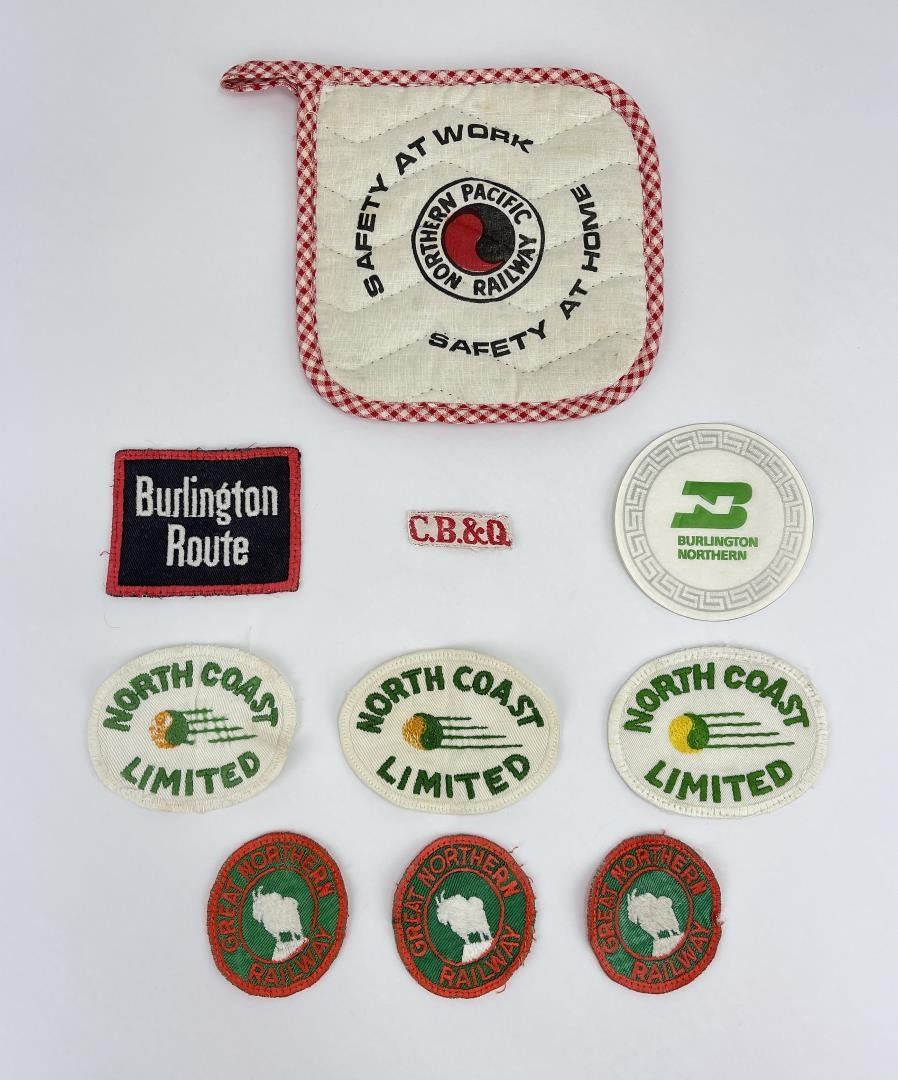 SAFETY AT WORK
NORTHERN PACIFIC
RAILWAY
SAFETY AT HOME
Burlington
Route
C.B.&Q.
BURLINGTON
NORTHERN
NORTH COAST
LIMITED
NORTH COAST
LIMITED
NORTH COAST
LIMITED
GREAT NORTHERN
RAILWAY
GREAT NORTHERN
RAILWAY
GREAT NORTHERN
RAILWAY